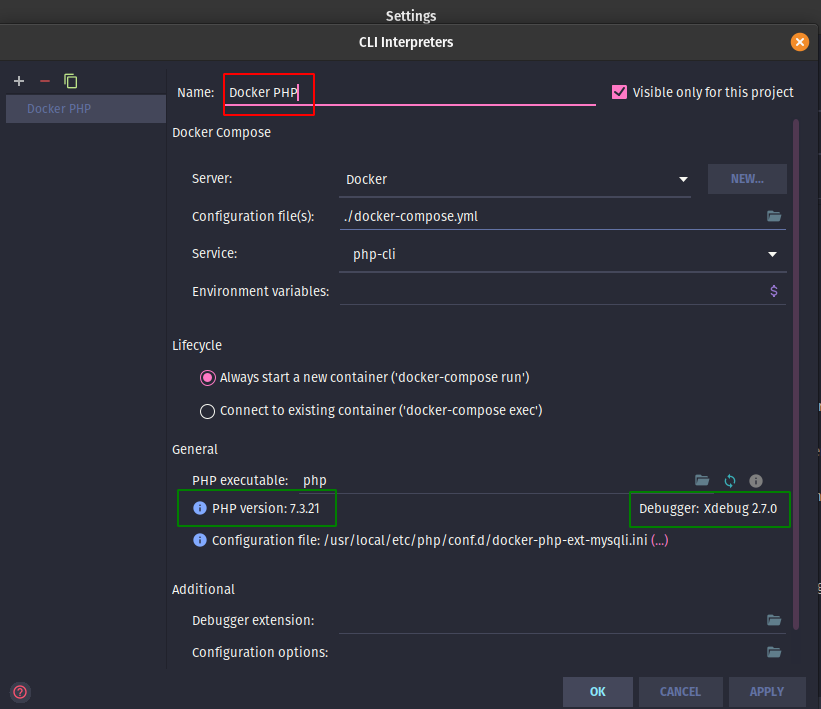 Settings
CLI Interpreters
Docker PHP
Name: Docker PHP
Visible only for this project
Docker Compose
Server: Docker NEW...
Configuration file(s): ./docker-compose.yml
Service: php-cli
Environment variables: $
Lifecycle
Always start a new container ('docker-compose run')
Connect to existing container ('docker-compose exec')
General
PHP executable: php
PHP version: 7.3.21 Debugger: Xdebug 2.7.0
Configuration file: /usr/local/etc/php/conf.d/docker-php-ext-mysqli.ini (...)
Additional
Debugger extension:
Configuration options:
OK CANCEL APPLY